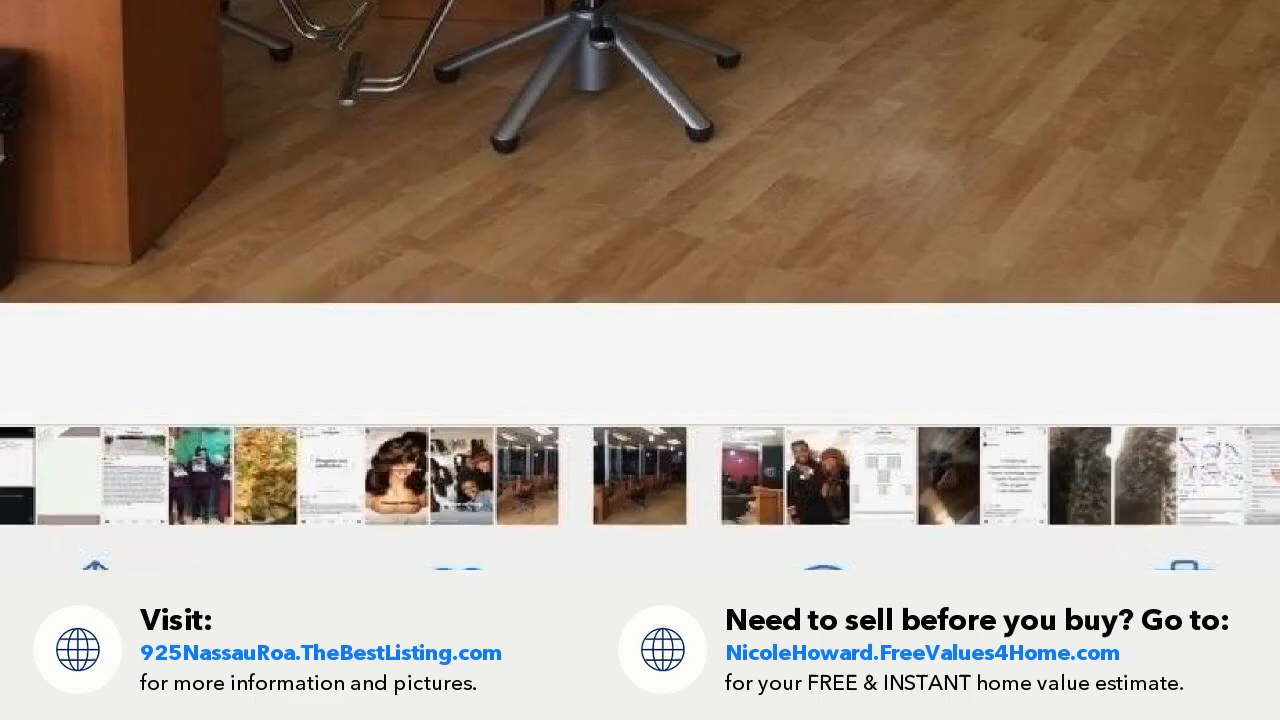 Visit:
925NassauRoa.TheBestListing.com
for more information and pictures.
Need to sell before you buy? Go to:
NicoleHoward.FreeValues4Home.com
for your FREE & INSTANT home value estimate.